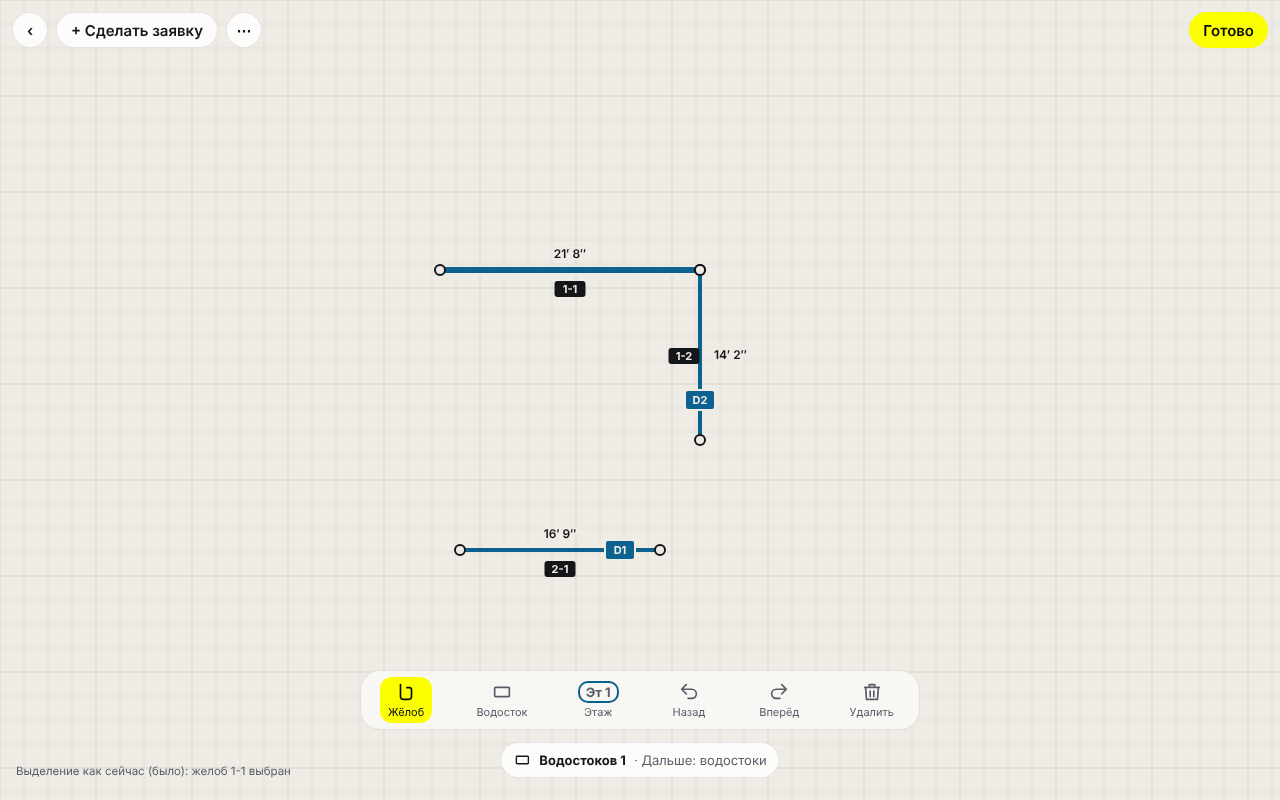 ‹
+ Сделать заявку
⋯
Готово
21′ 8″
1-1
1-2
14′ 2″
D2
16′ 9″
D1
2-1
Эт 1
Жёлоб
Водосток
Этаж
Назад
Вперёд
Удалить
Водостоков 1 · Дальше: водостоки
Выделение как сейчас (было): желоб 1-1 выбран